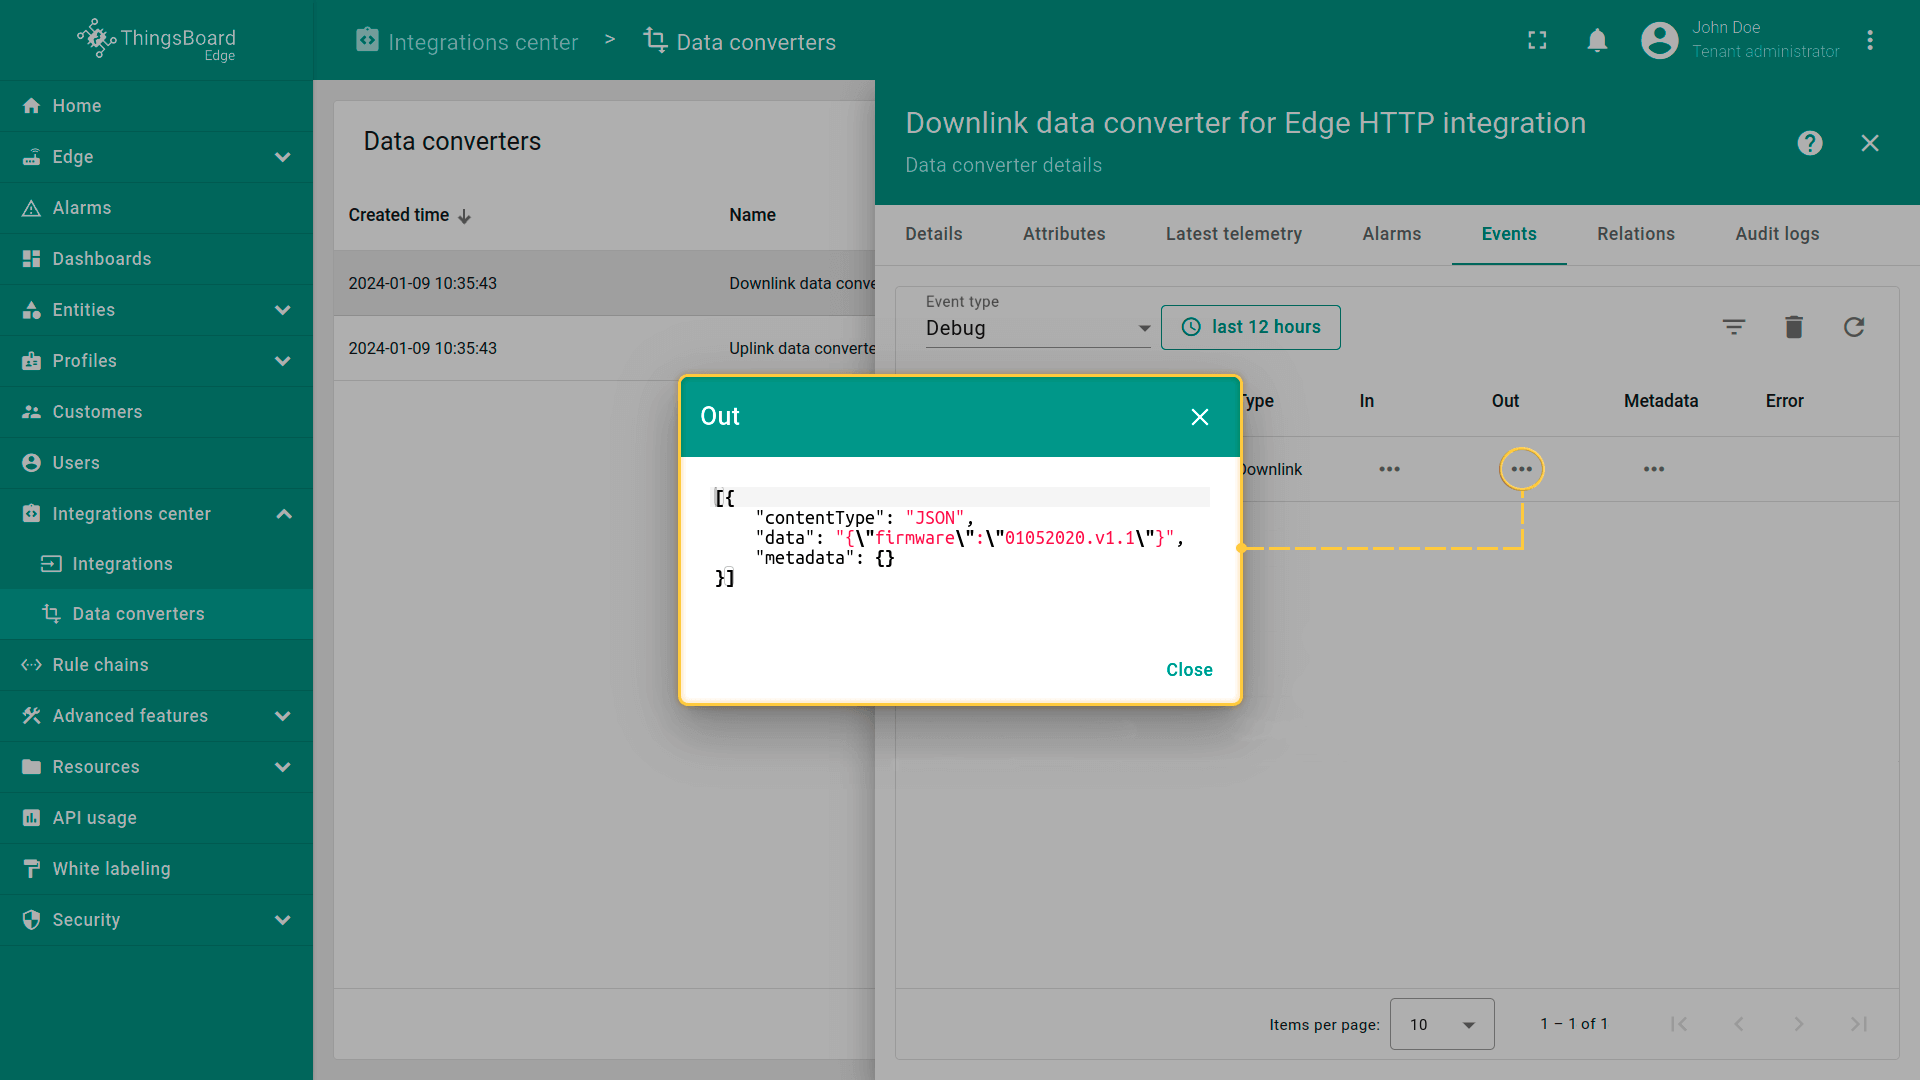 ThingsBoard
Edge
Integrations center > Data converters
John Doe
Tenant administrator
Home
Edge
Alarms
Dashboards
Entities
Profiles
Customers
Users
Integrations center
Integrations
Data converters
Rule chains
Advanced features
Resources
API usage
White labeling
Security
Data converters
Created time Name
2024-01-09 10:35:43 Downlink data conve
2024-01-09 10:35:43 Uplink data converte
Downlink data converter for Edge HTTP integration
Data converter details
Details Attributes Latest telemetry Alarms Events Relations Audit logs
Event type
Debug
last 12 hours
Type In Out Metadata Error
Downlink
Out
[{
"contentType": "JSON",
"data": "{\"firmware\":\"01052020.v1.1\"}",
"metadata": {}
}]
Close
Items per page: 10 1 – 1 of 1